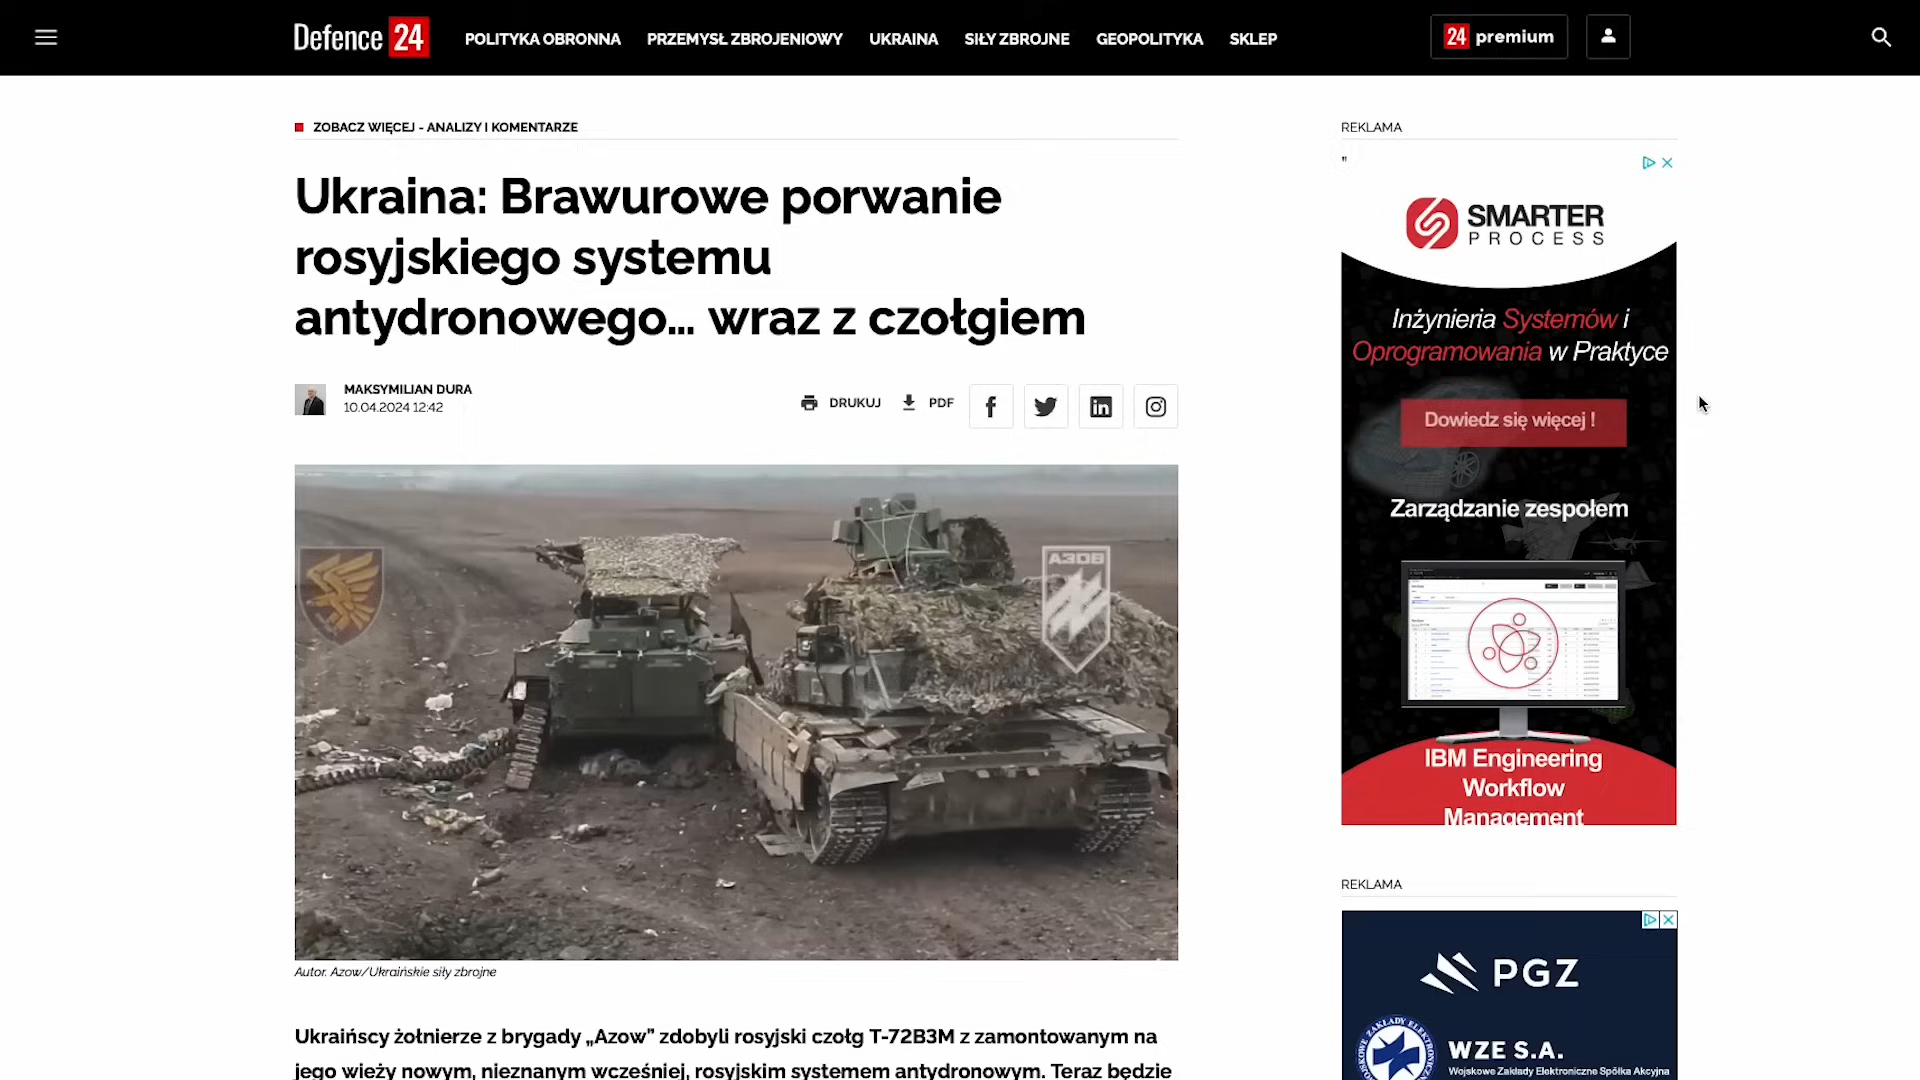 Defence 24
POLITYKA OBRONNA
PRZEMYSŁ ZBROJENIOWY
UKRAINA
SIŁY ZBROJNE
GEOPOLITYKA
SKLEP
24 premium
ZOBACZ WIĘCEJ - ANALIZY I KOMENTARZE
Ukraina: Brawurowe porwanie
rosyjskiego systemu
antydronowego... wraz z czołgiem
MAKSYMILIAN DURA
10.04.2024 12:42
DRUKUJ
PDF
АЗОВ
Autor. Azow/Ukraińskie siły zbrojne
Ukraińscy żołnierze z brygady „Azow” zdobyli rosyjski czołg T-72B3M z zamontowanym na
jego wieży nowym, nieznanym wcześniej, rosyjskim systemem antydronowym. Teraz będzie
REKLAMA
"
SMARTER
PROCESS
Inżynieria Systemów i
Oprogramowania w Praktyce
Dowiedz się więcej !
Zarządzanie zespołem
IBM Engineering
Workflow
Management
REKLAMA
PGZ
WZE S.A.
Wojskowe Zakłady Elektroniczne Spółka Akcyjna